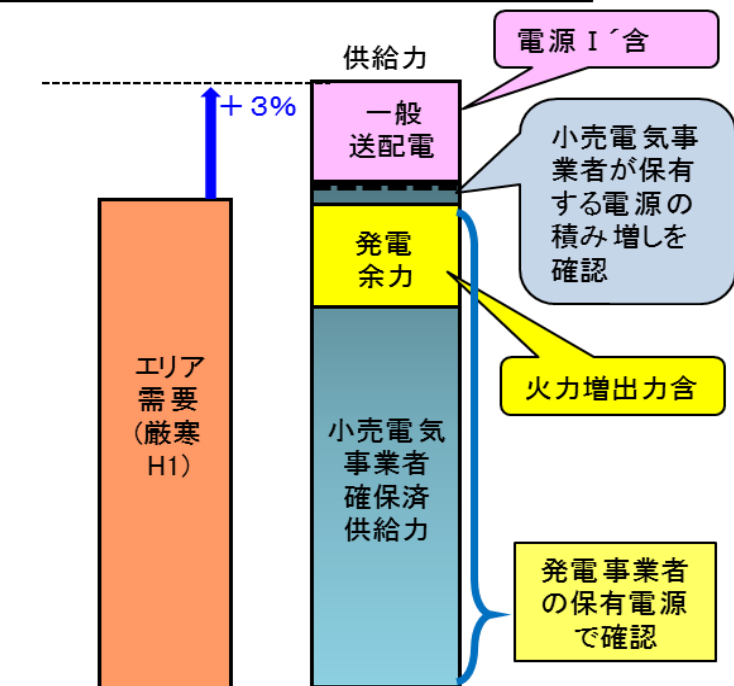 供給力
電源Ⅰ´含
+3%
一般
送配電
小売電気事
業者が保有
する電源の
積み増しを
確認
発電
余力
火力増出力含
エリア
需要
(厳寒
H1)
小売電気
事業者
確保済
供給力
発電事業者
の保有電源
で確認